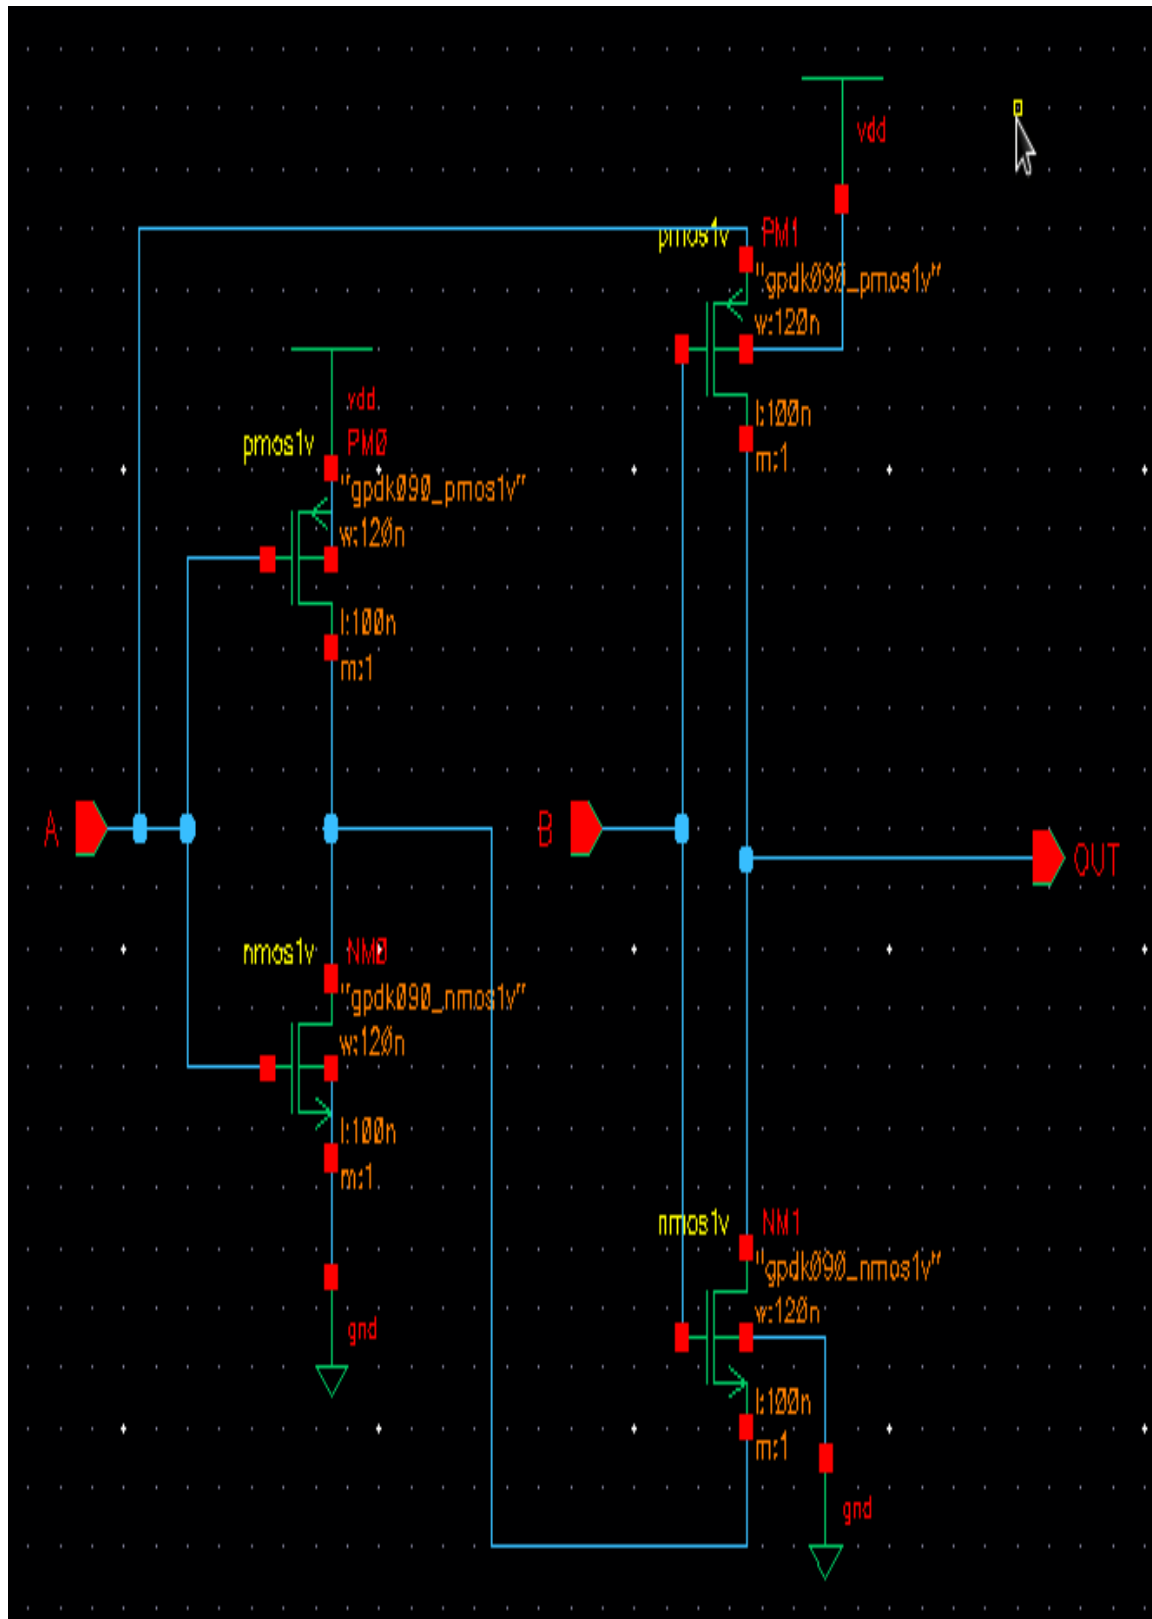 vdd
pmos1v PM1
"gpdk090_pmos1v"
w:120n
l:100n
m:1
vdd
pmos1v PM0
"gpdk090_pmos1v"
w:120n
l:100n
m:1
A
B
OUT
nmos1v NM0
"gpdk090_nmos1v"
w:120n
l:100n
m:1
gnd
nmos1v NM1
"gpdk090_nmos1v"
w:120n
l:100n
m:1
gnd